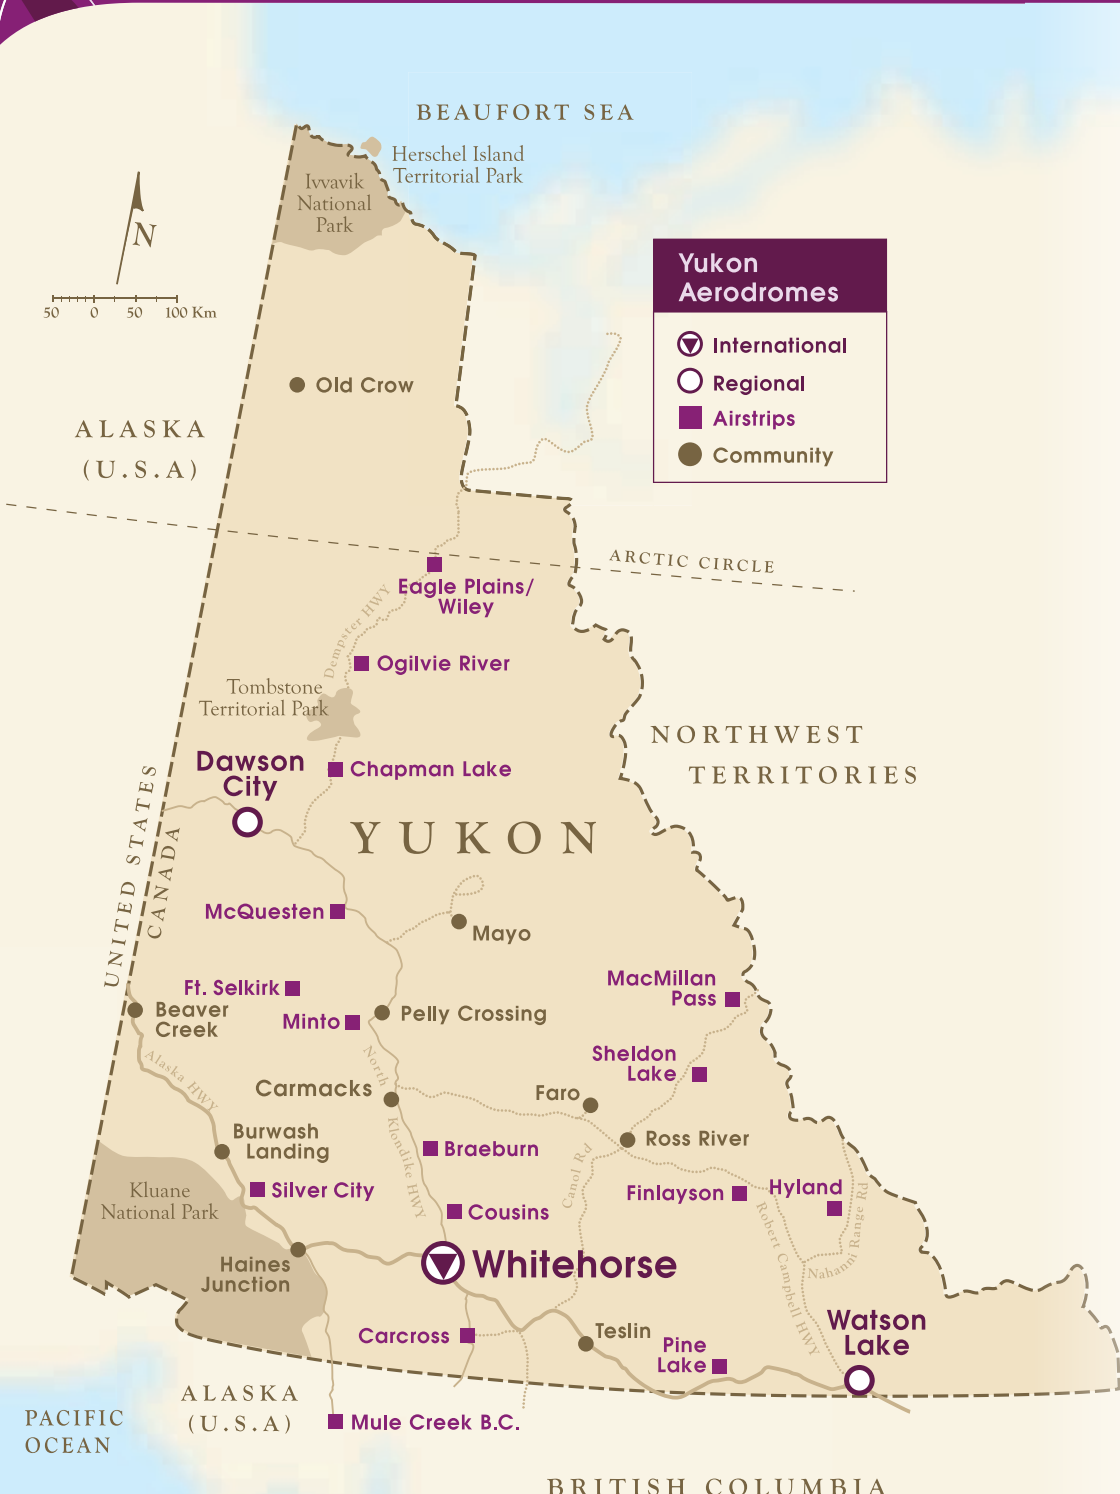 BEAUFORT SEA
Herschel Island
Territorial Park
Ivvavik
National
Park
N
50 0 50 100 Km
Yukon
Aerodromes
International
Regional
Airstrips
Community
Old Crow
ALASKA
(U.S.A)
ARCTIC CIRCLE
Eagle Plains/
Wiley
Dempster HWY
Ogilvie River
Tombstone
Territorial Park
NORTHWEST
TERRITORIES
Dawson
City
Chapman Lake
UNITED STATES
CANADA
YUKON
McQuesten
Mayo
Ft. Selkirk
MacMillan
Pass
Beaver
Creek
Minto
Pelly Crossing
Alaska HWY
North
Klondike HWY
Sheldon
Lake
Carmacks
Faro
Burwash
Landing
Braeburn
Ross River
Canol Rd
Kluane
National Park
Silver City
Finlayson
Hyland
Cousins
Robert Campbell HWY
Nahanni Range Rd
Haines
Junction
Whitehorse
Watson
Lake
Carcross
Teslin
Pine
Lake
ALASKA
(U.S.A)
PACIFIC
OCEAN
Mule Creek B.C.
BRITISH COLUMBIA